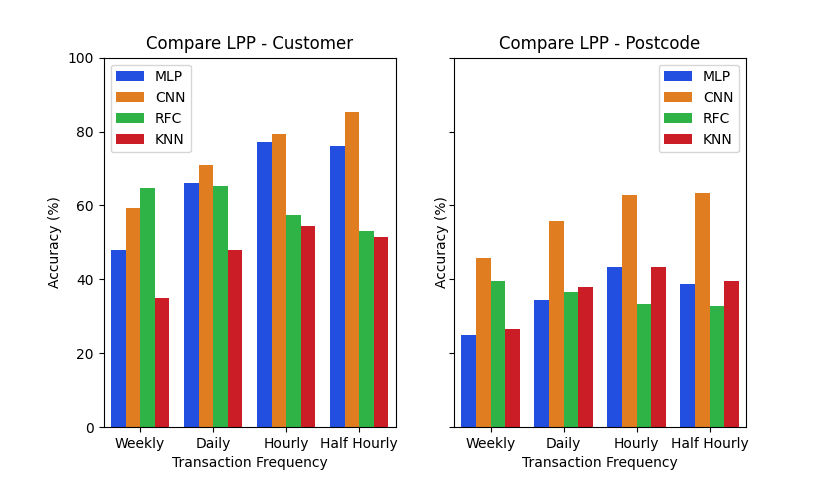 Compare LPP - Customer
Accuracy (%)
100
80
60
40
20
0
MLP
CNN
RFC
KNN
Weekly Daily Hourly Half Hourly
Transaction Frequency
Compare LPP - Postcode
Accuracy (%)
MLP
CNN
RFC
KNN
Weekly Daily Hourly Half Hourly
Transaction Frequency